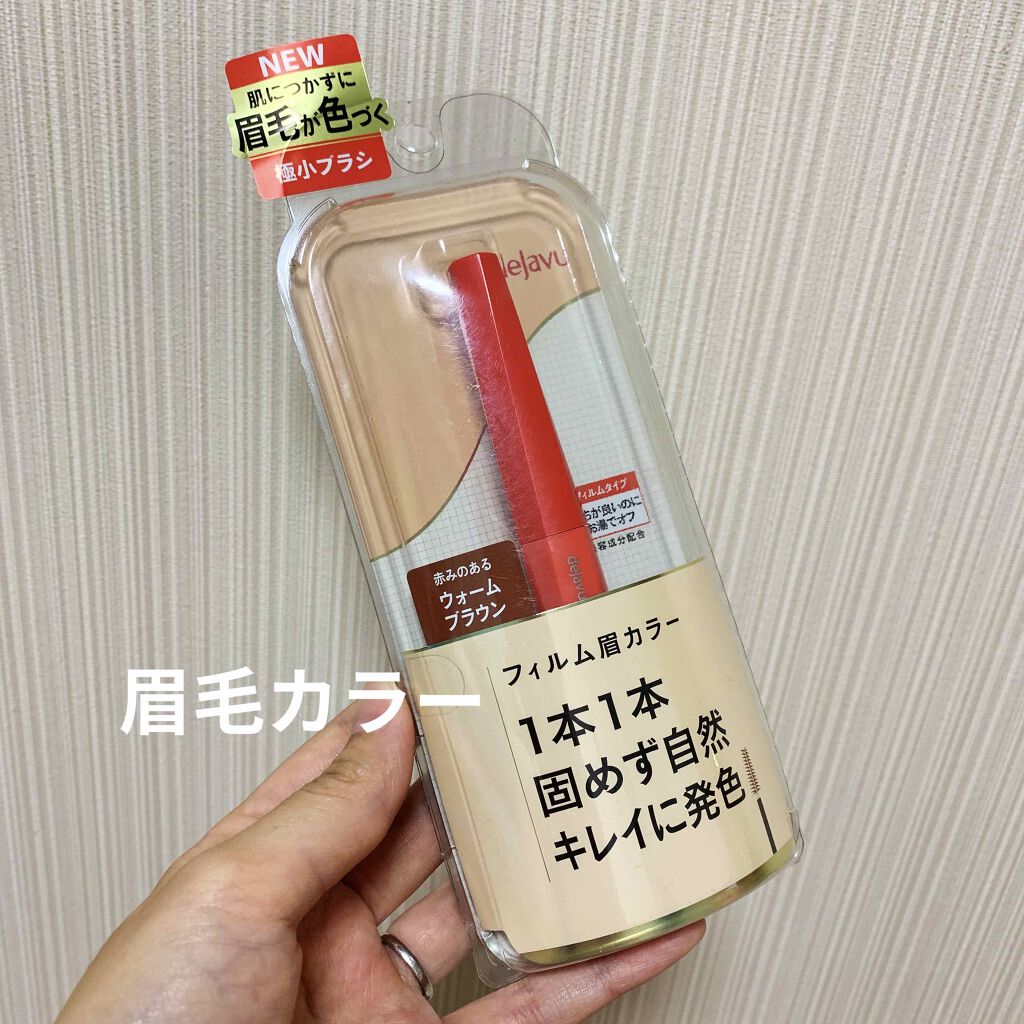 NEW
肌につかずに
眉毛が色づく
極小ブラシ
dejavu
フィルムタイプ
お湯でオフ
赤みのある
ウォーム
ブラウン
dejavu
眉毛カラー
フィルム眉カラー
1本1本
固めず自然
キレイに発色